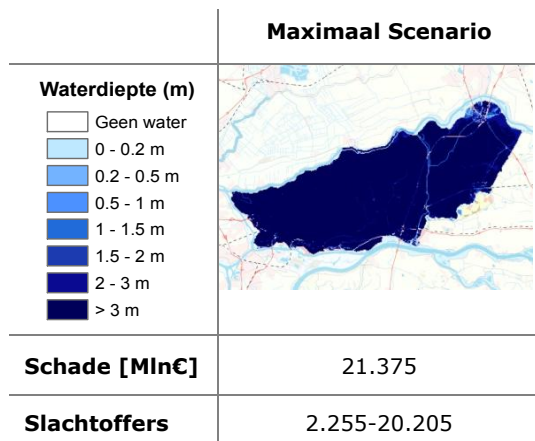 Maximaal Scenario
Waterdiepte (m)
Geen water
0 - 0.2 m
0.2 - 0.5 m
0.5 - 1 m
1 - 1.5 m
1.5 - 2 m
2 - 3 m
> 3 m
Schade [Mln€]
21.375
Slachtoffers
2.255-20.205